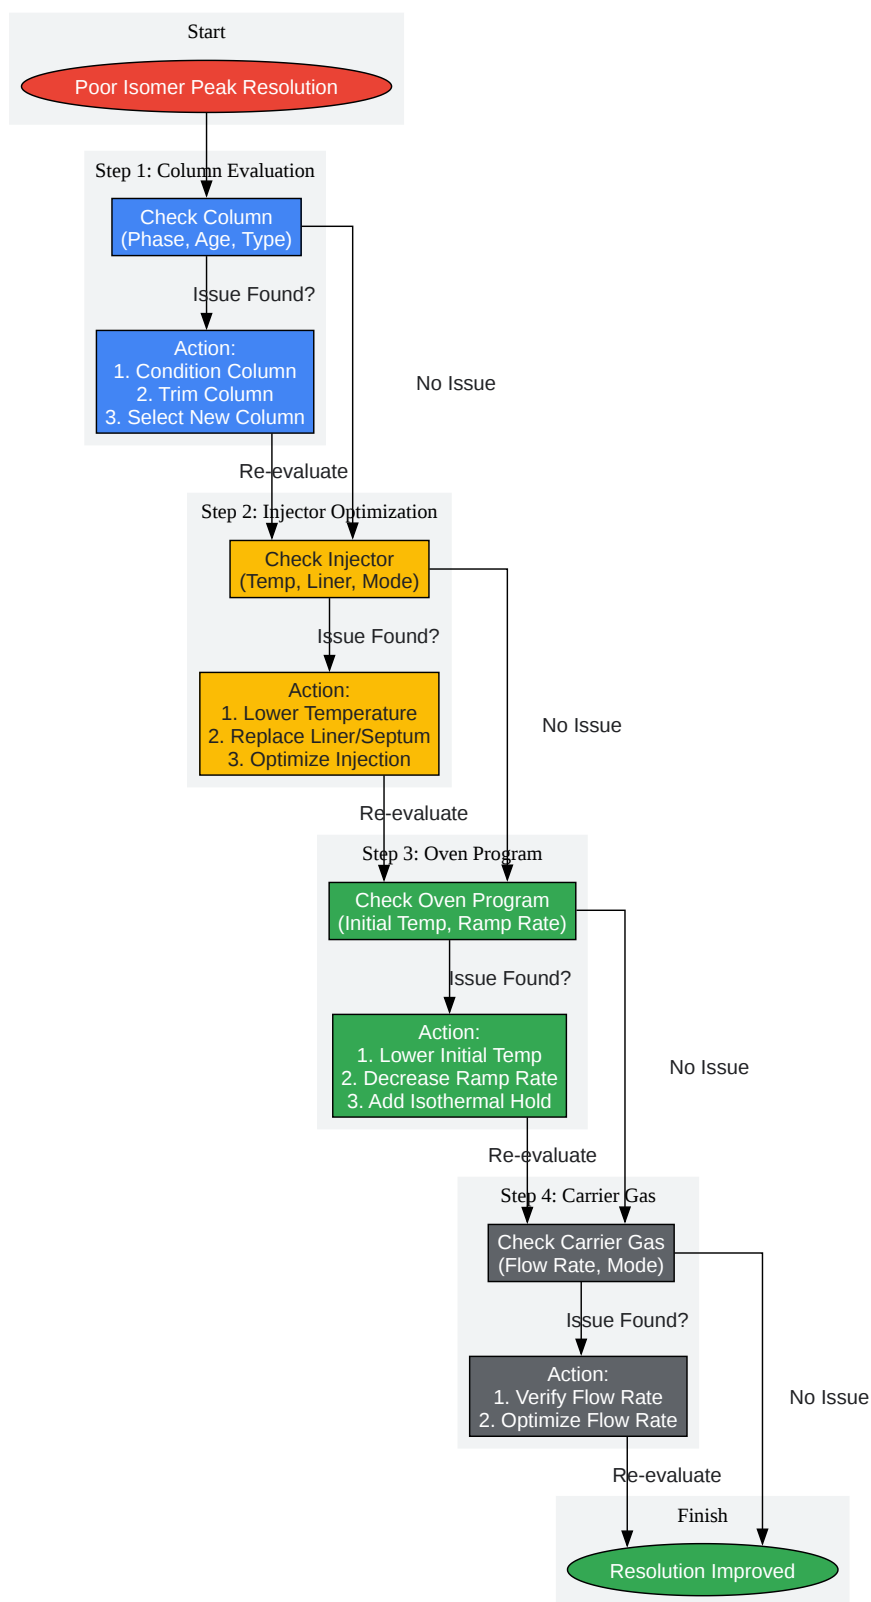 Start
Poor Isomer Peak Resolution
Step 1: Column Evaluation
Check Column
(Phase, Age, Type)
Issue Found?
Action:
1. Condition Column
2. Trim Column
3. Select New Column
No Issue
Re-evaluate
Step 2: Injector Optimization
Check Injector
(Temp, Liner, Mode)
Issue Found?
Action:
1. Lower Temperature
2. Replace Liner/Septum
3. Optimize Injection
No Issue
Re-evaluate
Step 3: Oven Program
Check Oven Program
(Initial Temp, Ramp Rate)
Issue Found?
Action:
1. Lower Initial Temp
2. Decrease Ramp Rate
3. Add Isothermal Hold
No Issue
Re-evaluate
Step 4: Carrier Gas
Check Carrier Gas
(Flow Rate, Mode)
Issue Found?
Action:
1. Verify Flow Rate
2. Optimize Flow Rate
No Issue
Re-evaluate
Finish
Resolution Improved